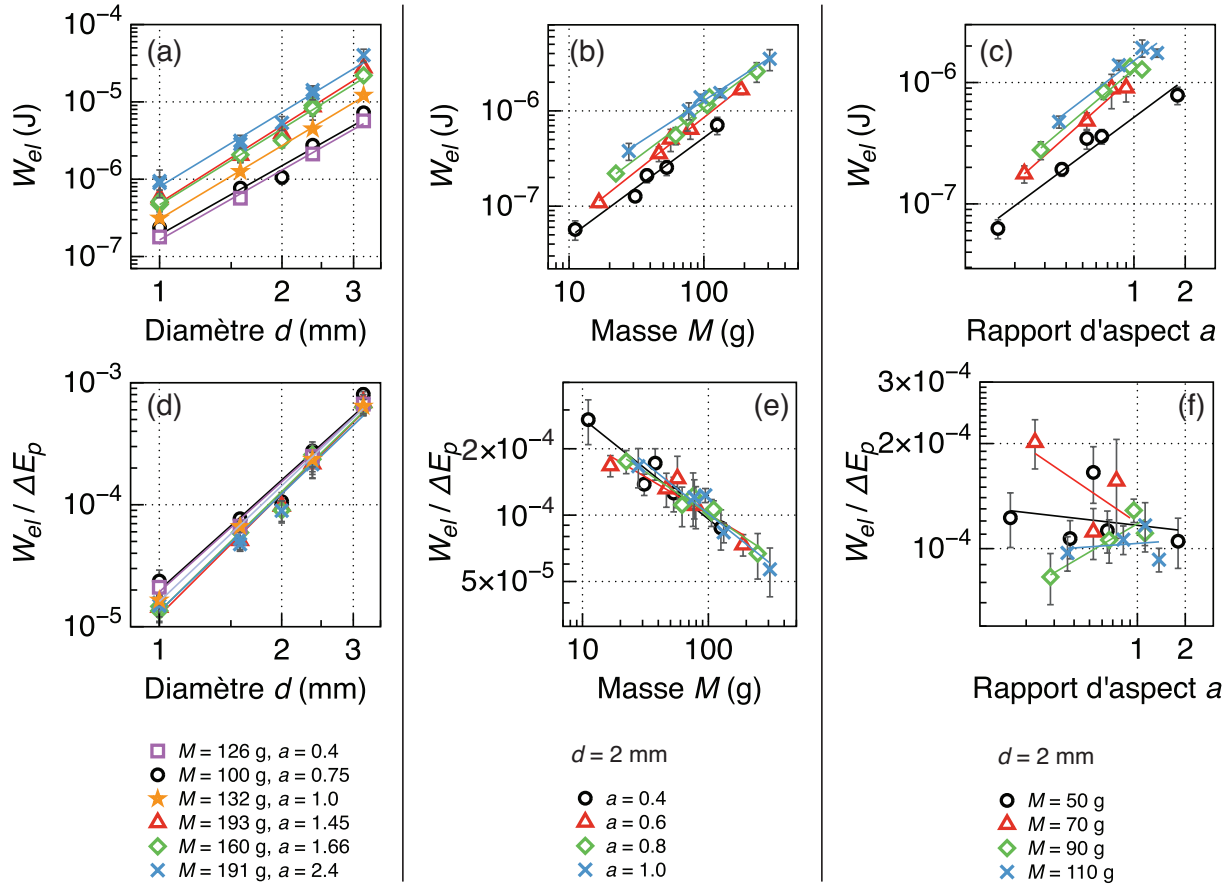 (a)
W_el (J)
10⁻⁴
10⁻⁵
10⁻⁶
10⁻⁷
1 2 3
Diamètre d (mm)
(b)
W_el (J)
10⁻⁶
10⁻⁷
10 100
Masse M (g)
(c)
W_el (J)
10⁻⁶
10⁻⁷
1 2
Rapport d'aspect a
(d)
W_el / ΔE_p
10⁻³
10⁻⁴
10⁻⁵
1 2 3
Diamètre d (mm)
(e)
W_el / ΔE_p
2×10⁻⁴
10⁻⁴
5×10⁻⁵
10 100
Masse M (g)
(f)
W_el / ΔE_p
3×10⁻⁴
2×10⁻⁴
10⁻⁴
1 2
Rapport d'aspect a
M = 126 g, a = 0.4
M = 100 g, a = 0.75
M = 132 g, a = 1.0
M = 193 g, a = 1.45
M = 160 g, a = 1.66
M = 191 g, a = 2.4
d = 2 mm
a = 0.4
a = 0.6
a = 0.8
a = 1.0
d = 2 mm
M = 50 g
M = 70 g
M = 90 g
M = 110 g